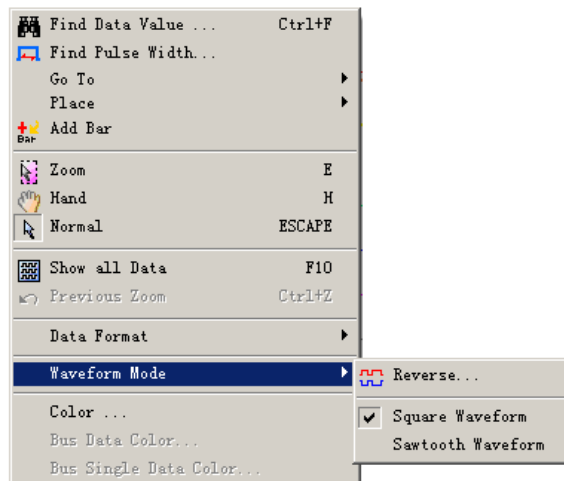 Find Data Value ... Ctrl+F
Find Pulse Width...
Go To
Place
Add Bar
Bar
Zoom E
Hand H
Normal ESCAPE
Show all Data F10
Previous Zoom Ctrl+Z
Data Format
Waveform Mode
Reverse...
Color ...
Square Waveform
Bus Data Color...
Sawtooth Waveform
Bus Single Data Color...